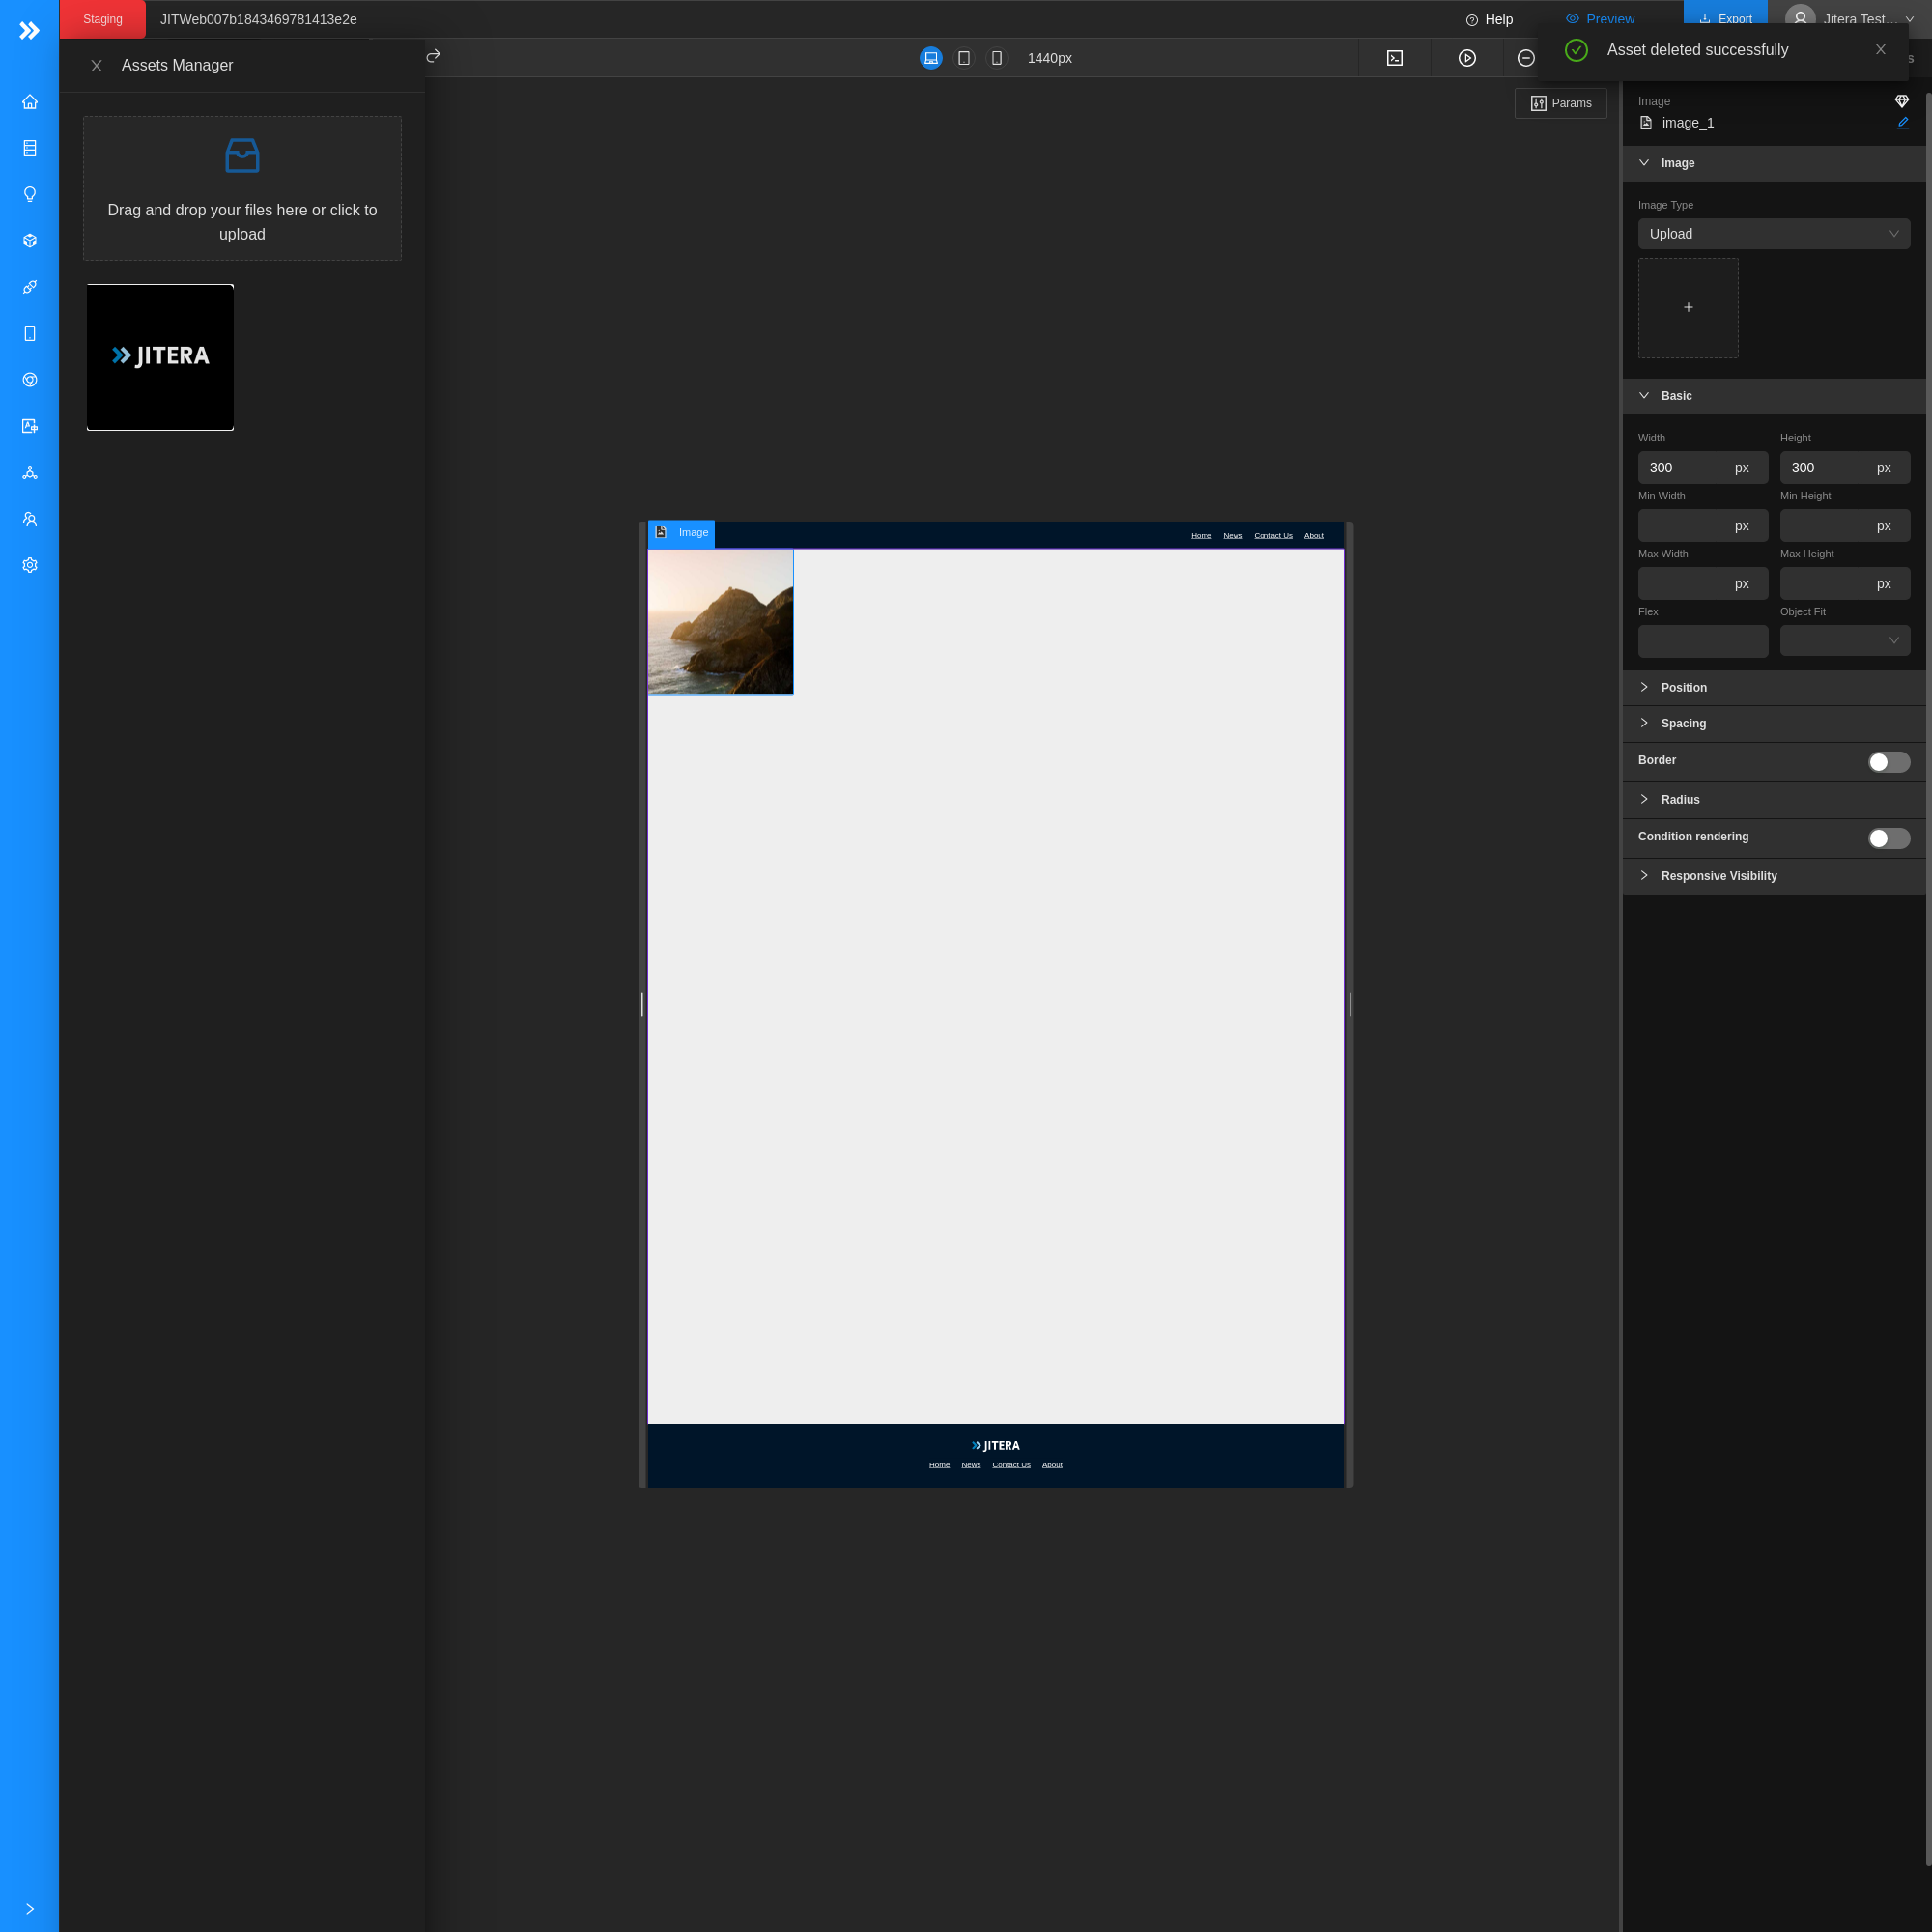 Staging
JITWeb007b1843469781413e2e
Help
Preview
Export
Jitera Test...
Asset deleted successfully
Assets Manager
1440px
Params
Drag and drop your files here or click to
upload
JITERA
Image
Home News Contact Us About
JITERA
Home News Contact Us About
Image
image_1
Image
Image Type
Upload
Basic
Width Height
300 px 300 px
Min Width Min Height
px px
Max Width Max Height
px px
Flex Object Fit
Position
Spacing
Border
Radius
Condition rendering
Responsive Visibility